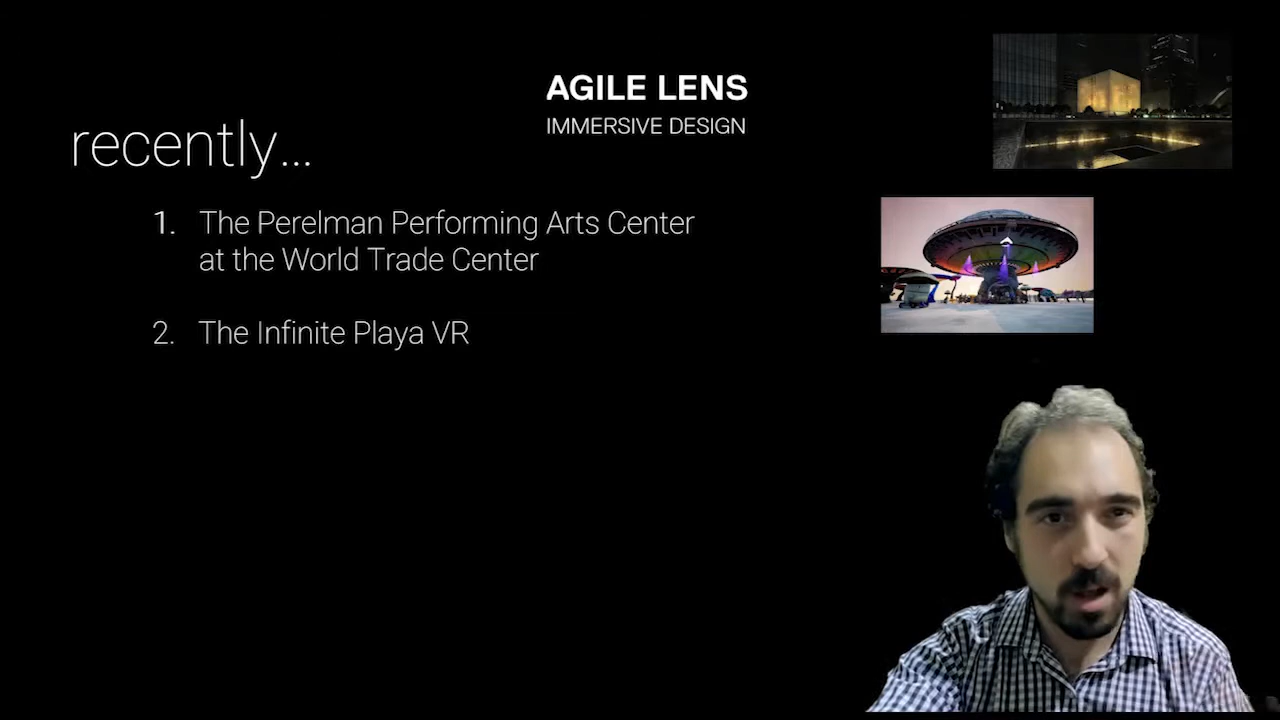 AGILE LENS
IMMERSIVE DESIGN
recently...
1. The Perelman Performing Arts Center
at the World Trade Center
2. The Infinite Playa VR